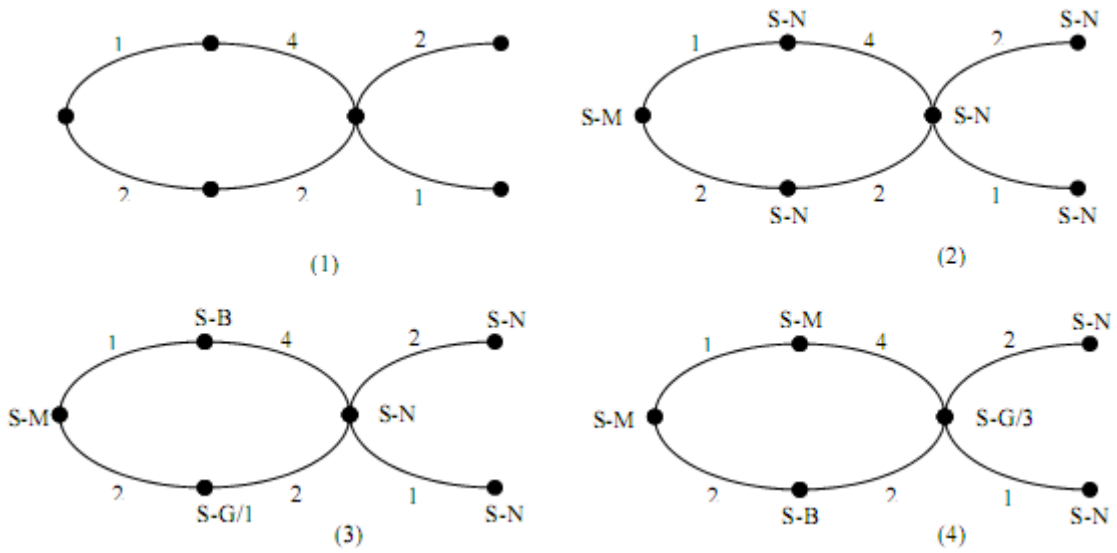 1 4 2
2 2 1
(1)
S-N S-N
1 4 2
S-M S-N
2 2 1
S-N S-N
(2)
S-B S-N
1 4 2
S-M S-N
2 2 1
S-G/1 S-N
(3)
S-M S-N
1 4 2
S-M S-G/3
2 2 1
S-B S-N
(4)